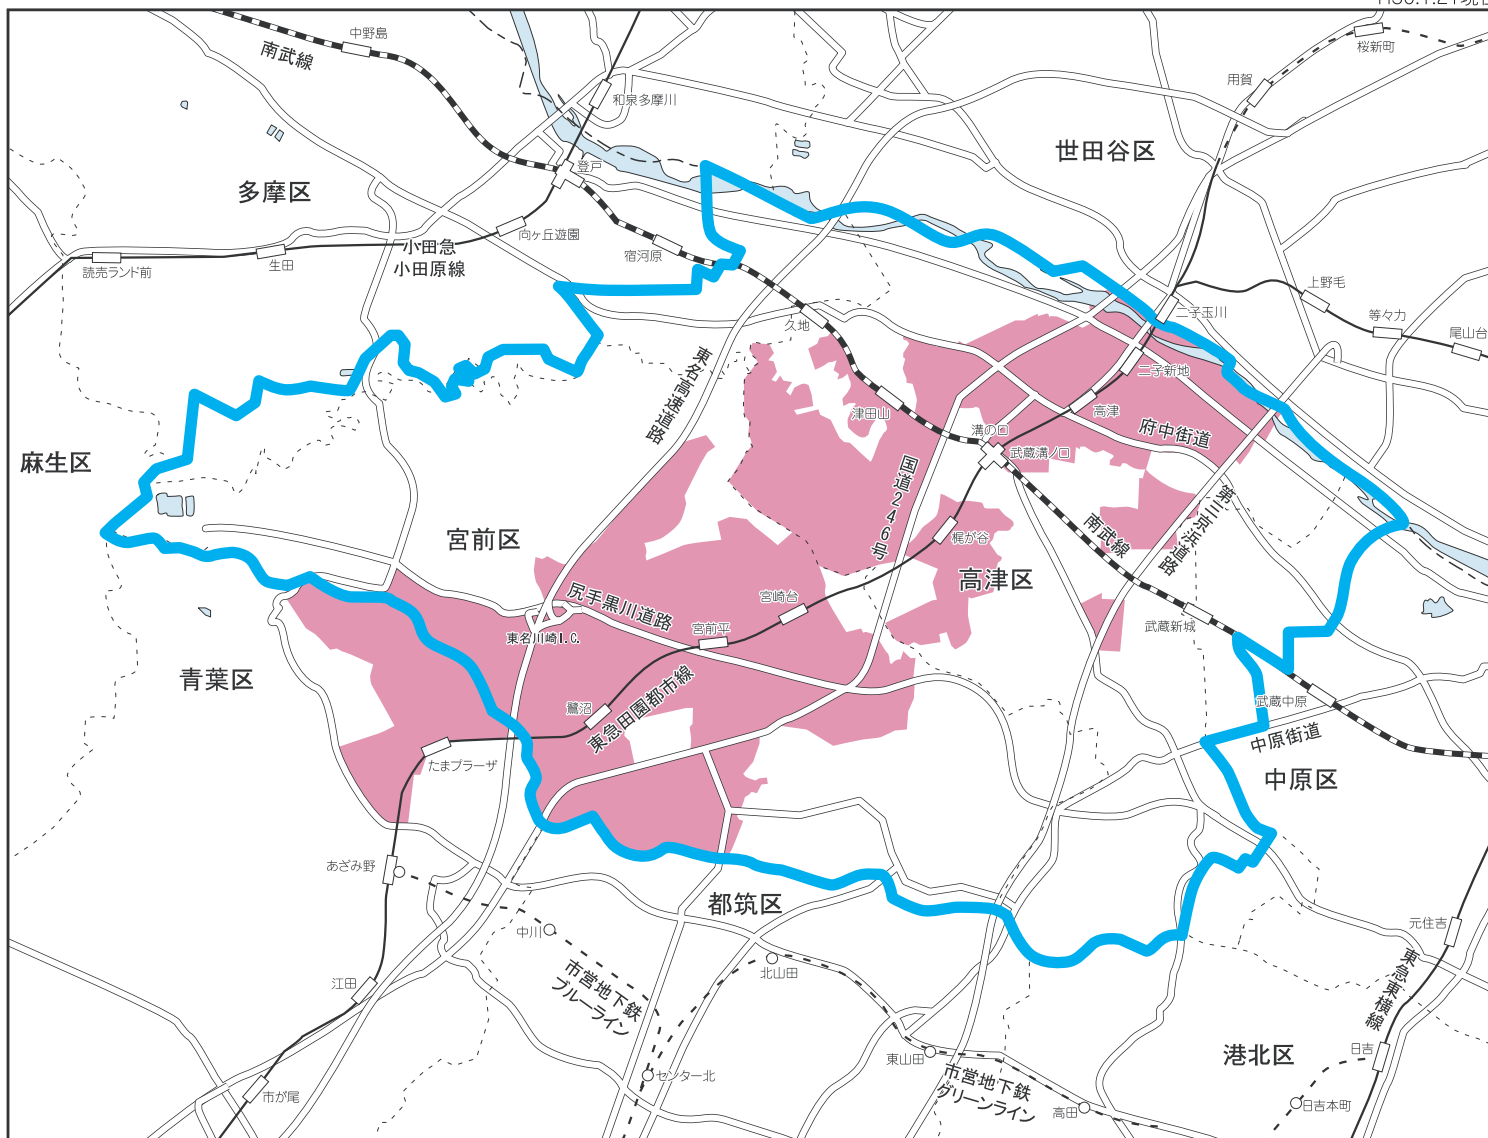 中野島
南武線
桜新町
用賀
和泉多摩川
世田谷区
登戸
多摩区
向ヶ丘遊園
小田急
小田原線
宿河原
生田
読売ランド前
上野毛
二子玉川
等々力
尾山台
久地
東名高速道路
二子新地
津田山
高津
府中街道
溝の口
武蔵溝ノ口
麻生区
国道246号
第三京浜道路
南武線
宮前区
梶が谷
高津区
尻手黒川道路
宮崎台
武蔵新城
宮前平
東名川崎I.C.
青葉区
東急田園都市線
鷺沼
武蔵中原
中原街道
たまプラーザ
中原区
あざみ野
都筑区
中川
元住吉
市営地下鉄
ブルーライン
北山田
東急東横線
江田
東山田
港北区
日吉
センター北
市営地下鉄
グリーンライン
市が尾
高田
日吉本町